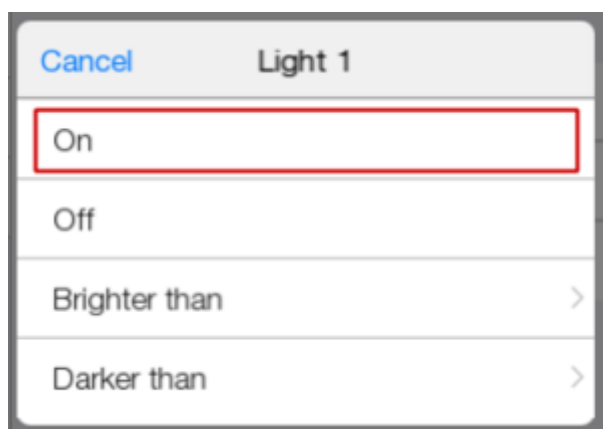 Cancel Light 1
On
Off
Brighter than
Darker than